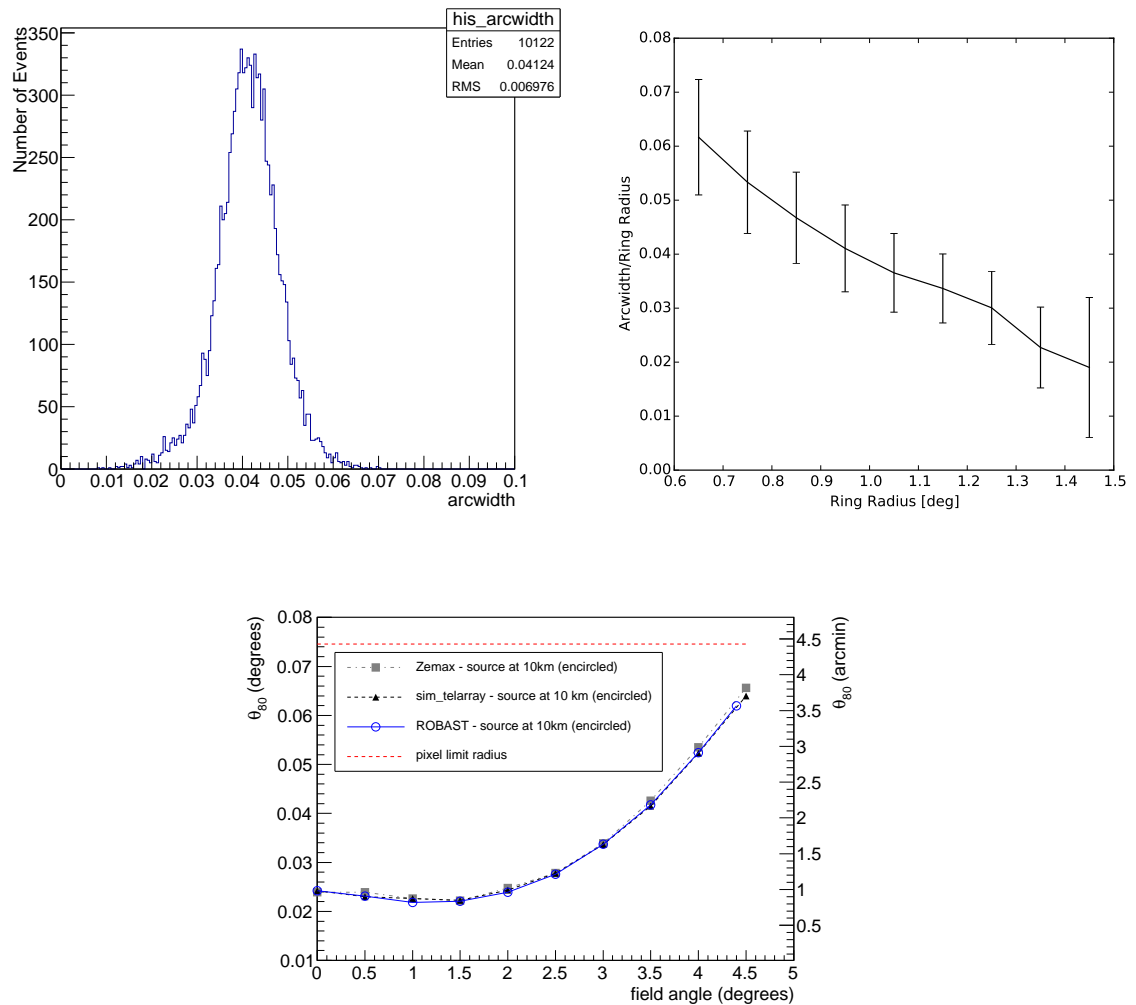 his_arcwidth
Entries 10122
Mean 0.04124
RMS 0.006976
Number of Events
350
300
250
200
150
100
50
0
0 0.01 0.02 0.03 0.04 0.05 0.06 0.07 0.08 0.09 0.1
arcwidth
0.08
0.07
0.06
0.05
0.04
0.03
0.02
0.01
0.00
Arcwidth/Ring Radius
0.6 0.7 0.8 0.9 1.0 1.1 1.2 1.3 1.4 1.5
Ring Radius [deg]
θ80 (degrees)
0.08
0.07
0.06
0.05
0.04
0.03
0.02
0.01
Zemax - source at 10km (encircled)
sim_telarray - source at 10 km (encircled)
ROBAST - source at 10km (encircled)
pixel limit radius
4.5
4
3.5
3
2.5
2
1.5
1
0.5
θ80 (arcmin)
0 0.5 1 1.5 2 2.5 3 3.5 4 4.5 5
field angle (degrees)